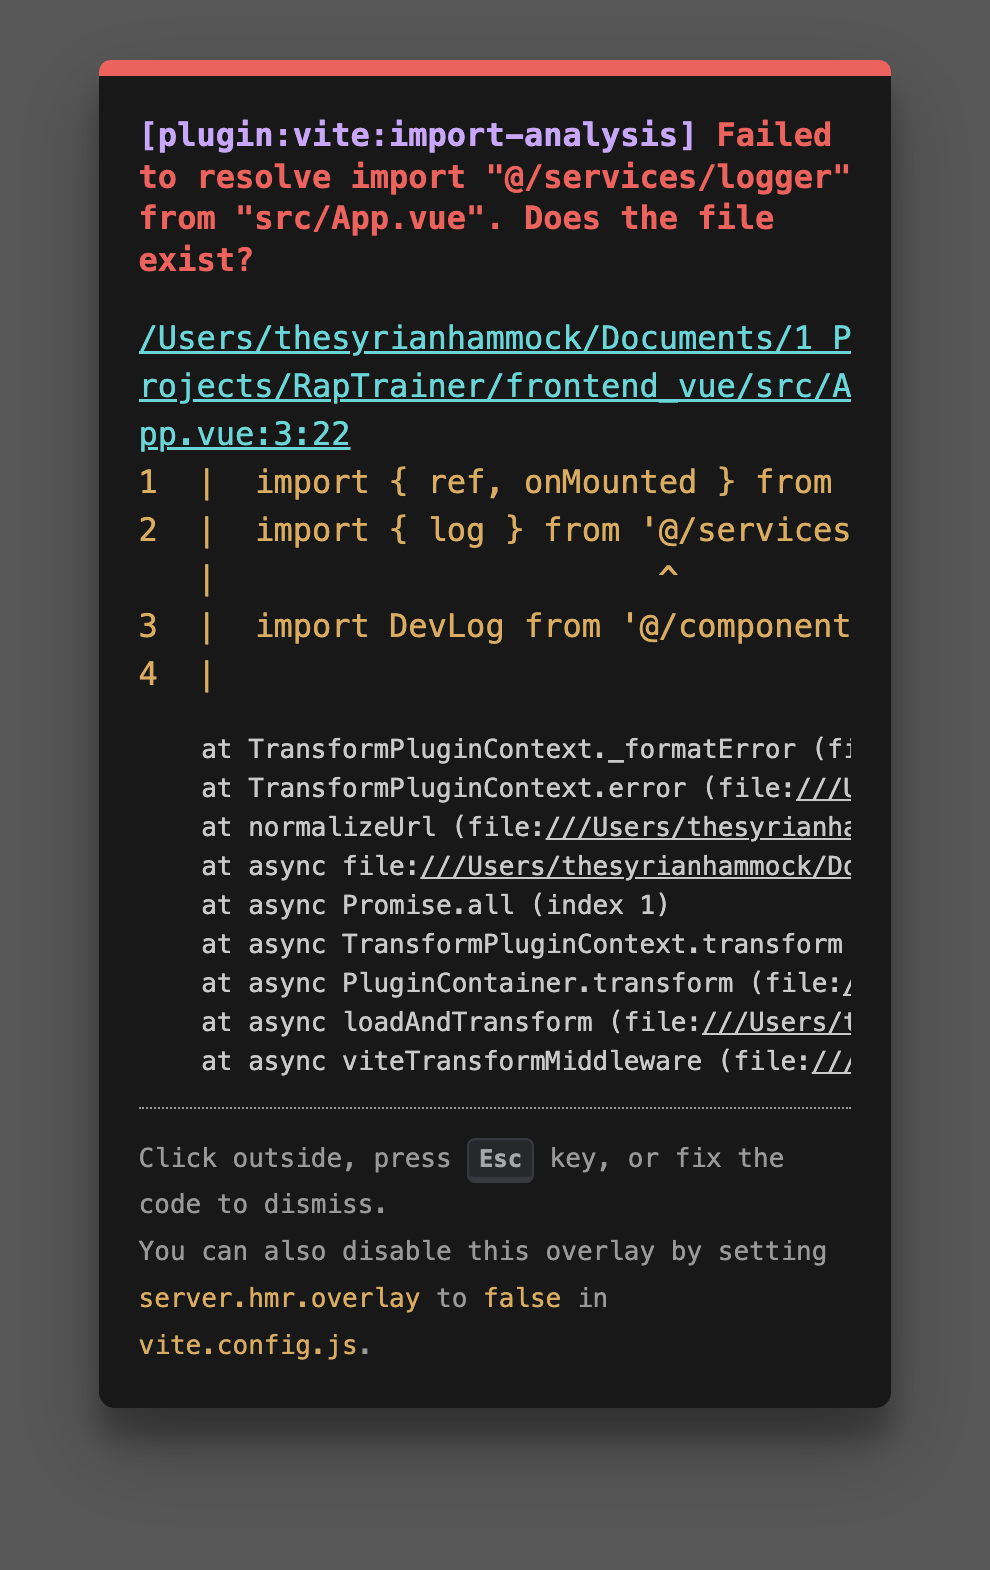 [plugin:vite:import-analysis] Failed
to resolve import "@/services/logger"
from "src/App.vue". Does the file
exist?
/Users/thesyrianhammock/Documents/1_P
rojects/RapTrainer/frontend_vue/src/A
pp.vue:3:22
1  |  import { ref, onMounted } from
2  |  import { log } from '@/services
   |                       ^
3  |  import DevLog from '@/component
4  |
at TransformPluginContext._formatError (fi
at TransformPluginContext.error (file:///U
at normalizeUrl (file:///Users/thesyrianha
at async file:///Users/thesyrianhammock/Do
at async Promise.all (index 1)
at async TransformPluginContext.transform
at async PluginContainer.transform (file:/
at async loadAndTransform (file:///Users/t
at async viteTransformMiddleware (file:///
Click outside, press Esc key, or fix the
code to dismiss.
You can also disable this overlay by setting
server.hmr.overlay to false in
vite.config.js.